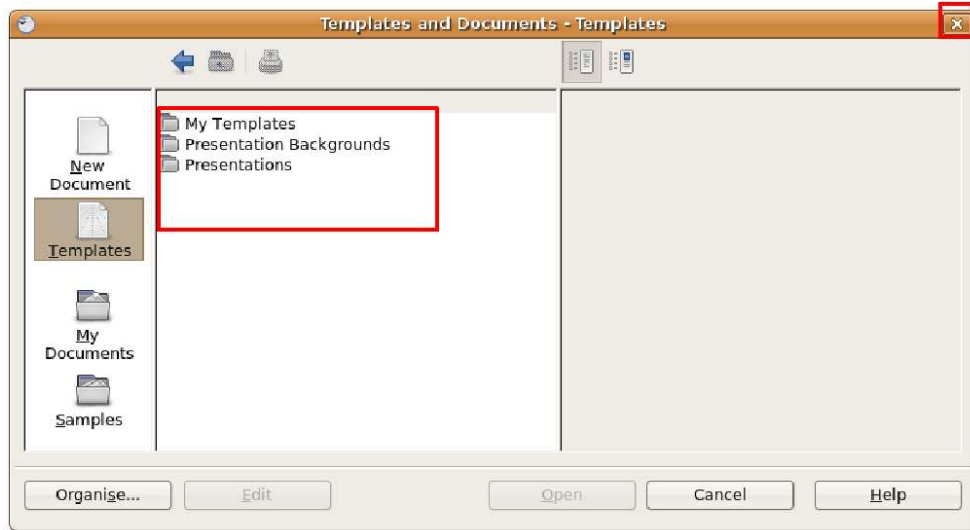 Templates and Documents - Templates
My Templates
Presentation Backgrounds
Presentations
New
Document
Templates
My
Documents
Samples
Organise...
Edit
Open
Cancel
Help